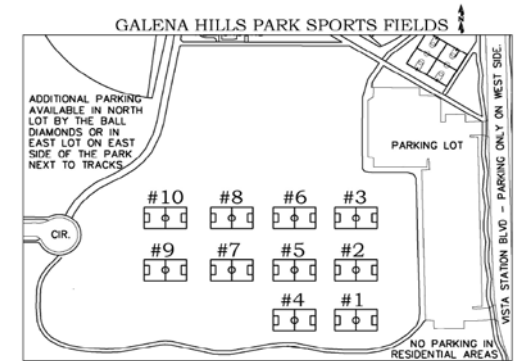 GALENA HILLS PARK SPORTS FIELDS
N
ADDITIONAL PARKING
AVAILABLE IN NORTH
LOT BY THE BALL
DIAMONDS OR IN
EAST LOT ON EAST
SIDE OF THE PARK
NEXT TO TRACKS
PARKING LOT
VISTA STATION BLVD - PARKING ONLY ON WEST SIDE.
CIR.
#10 #8 #6 #3
#9 #7 #5 #2
#4 #1
NO PARKING IN
RESIDENTIAL AREAS